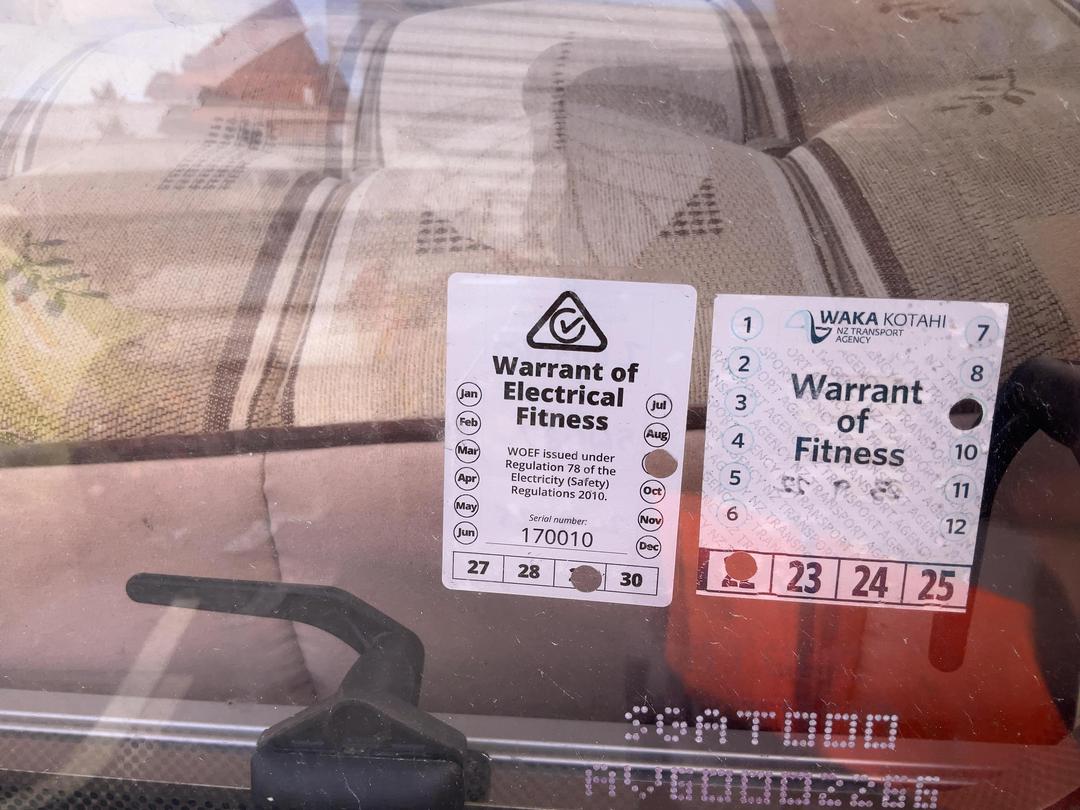 Warrant of
Electrical
Fitness
Jan
Feb
Mar
Apr
May
Jun
WOEF issued under
Regulation 78 of the
Electricity (Safety)
Regulations 2010.
Serial number:
170010
Jul
Aug
Oct
Nov
Dec
27 28 30
WAKA KOTAHI
NZ TRANSPORT
AGENCY
1
2
3
4
5
6
Warrant
of
Fitness
7
8
10
11
12
22 23 24 25